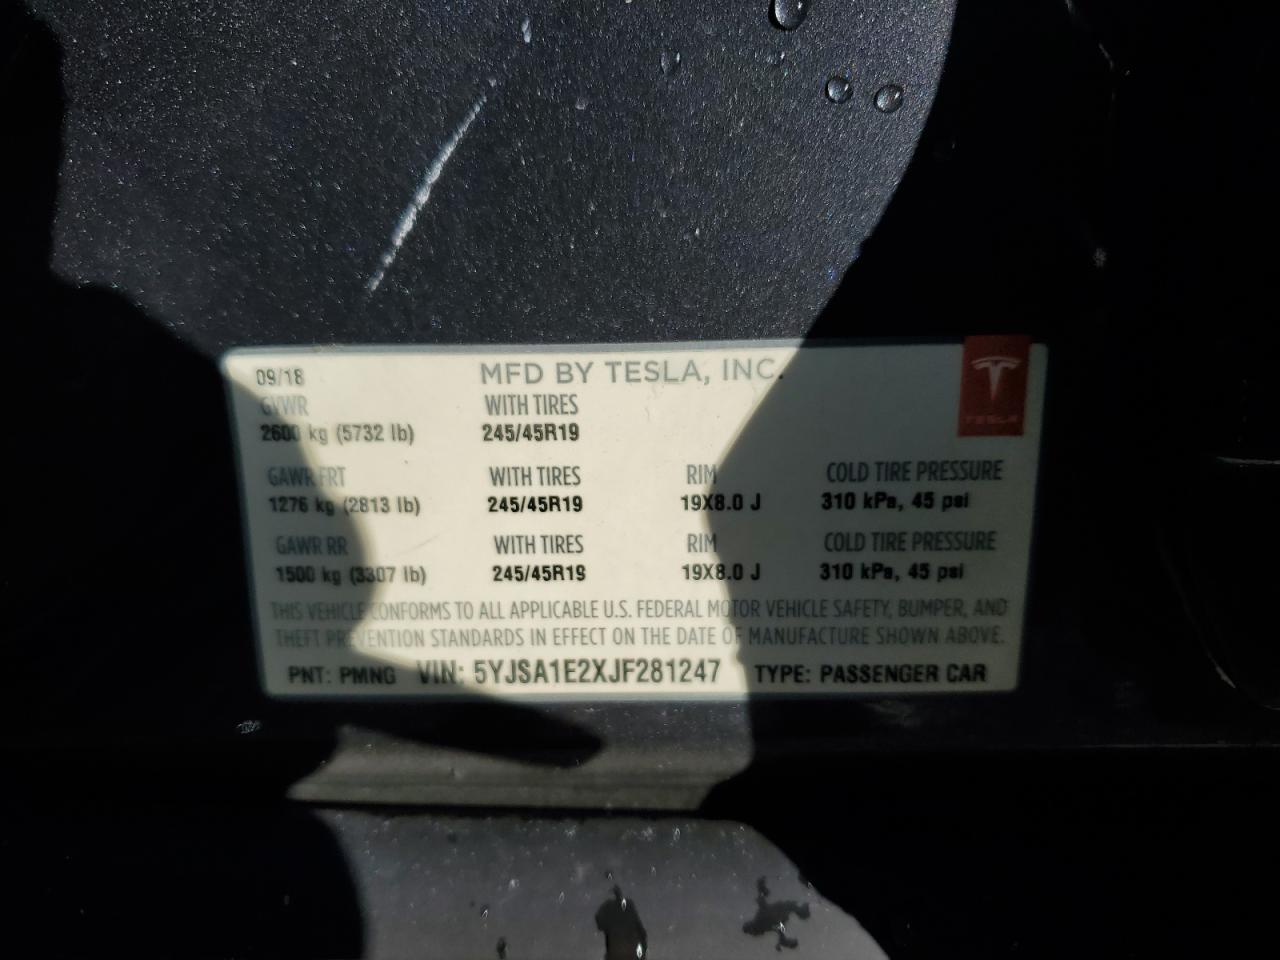 09/18 MFD BY TESLA, INC.
GVWR WITH TIRES
2600 kg (5732 lb) 245/45R19
TESLA
GAWR FRT WITH TIRES RIM COLD TIRE PRESSURE
1276 kg (2813 lb) 245/45R19 19X8.0 J 310 kPa, 45 psi
GAWR RR WITH TIRES RIM COLD TIRE PRESSURE
1500 kg (3307 lb) 245/45R19 19X8.0 J 310 kPa, 45 psi
THIS VEHICLE CONFORMS TO ALL APPLICABLE U.S. FEDERAL MOTOR VEHICLE SAFETY, BUMPER, AND
THEFT PREVENTION STANDARDS IN EFFECT ON THE DATE OF MANUFACTURE SHOWN ABOVE.
PNT: PMNG VIN: 5YJSA1E2XJF281247 TYPE: PASSENGER CAR